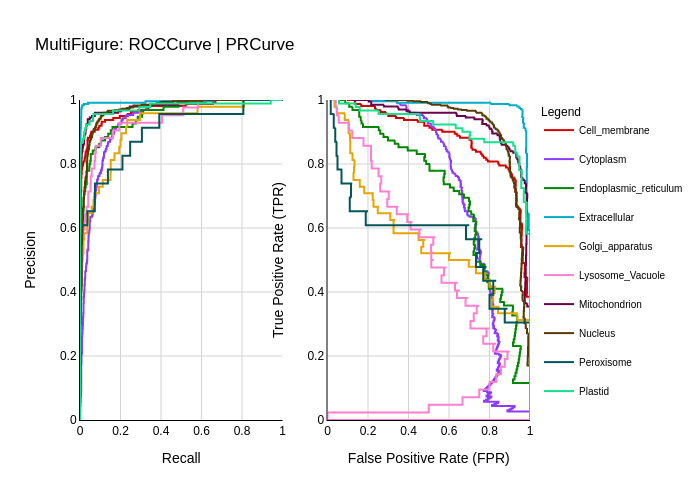 MultiFigure: ROCCurve | PRCurve
Precision
1
0.8
0.6
0.4
0.2
0
0 0.2 0.4 0.6 0.8 1
Recall
True Positive Rate (TPR)
1
0.8
0.6
0.4
0.2
0
0 0.2 0.4 0.6 0.8 1
False Positive Rate (FPR)
Legend
Cell_membrane
Cytoplasm
Endoplasmic_reticulum
Extracellular
Golgi_apparatus
Lysosome_Vacuole
Mitochondrion
Nucleus
Peroxisome
Plastid